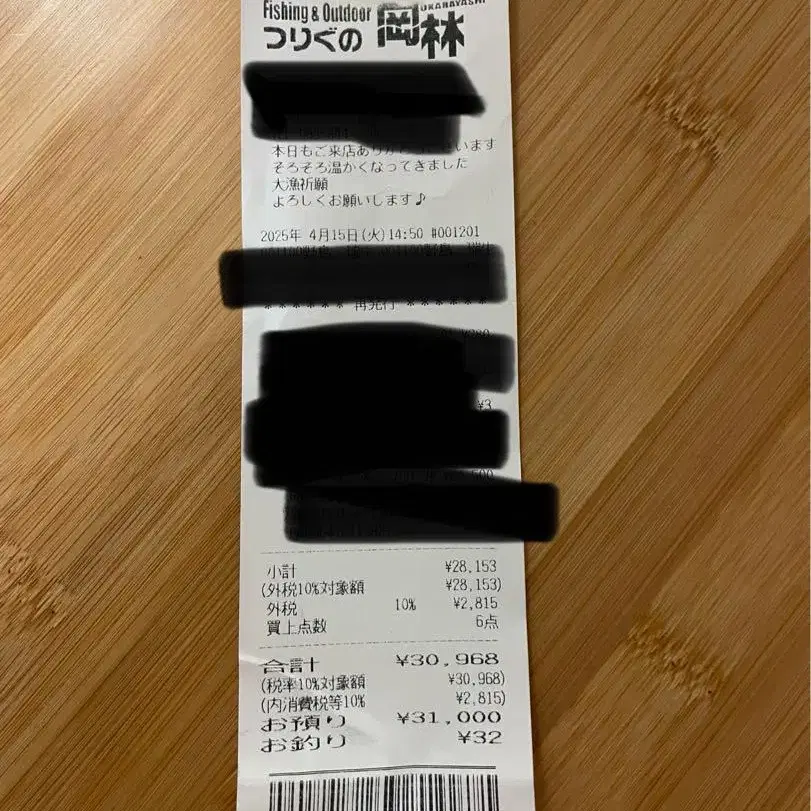 Fishing & Outdoor OKABAYASHI
つりぐの 岡林
本日もご来店ありがとうございます
そろそろ温かくなってきました
大漁祈願
よろしくお願いします♪
2025年 4月15日(火)14:50 #001201
****** 再発行 ******
¥3
小計 ¥28,153
(外税10%対象額 ¥28,153)
外税 10% ¥2,815
買上点数 6点
合計 ¥30,968
(税率10%対象額 ¥30,968)
(内消費税等10% ¥2,815)
お預り ¥31,000
お釣り ¥32